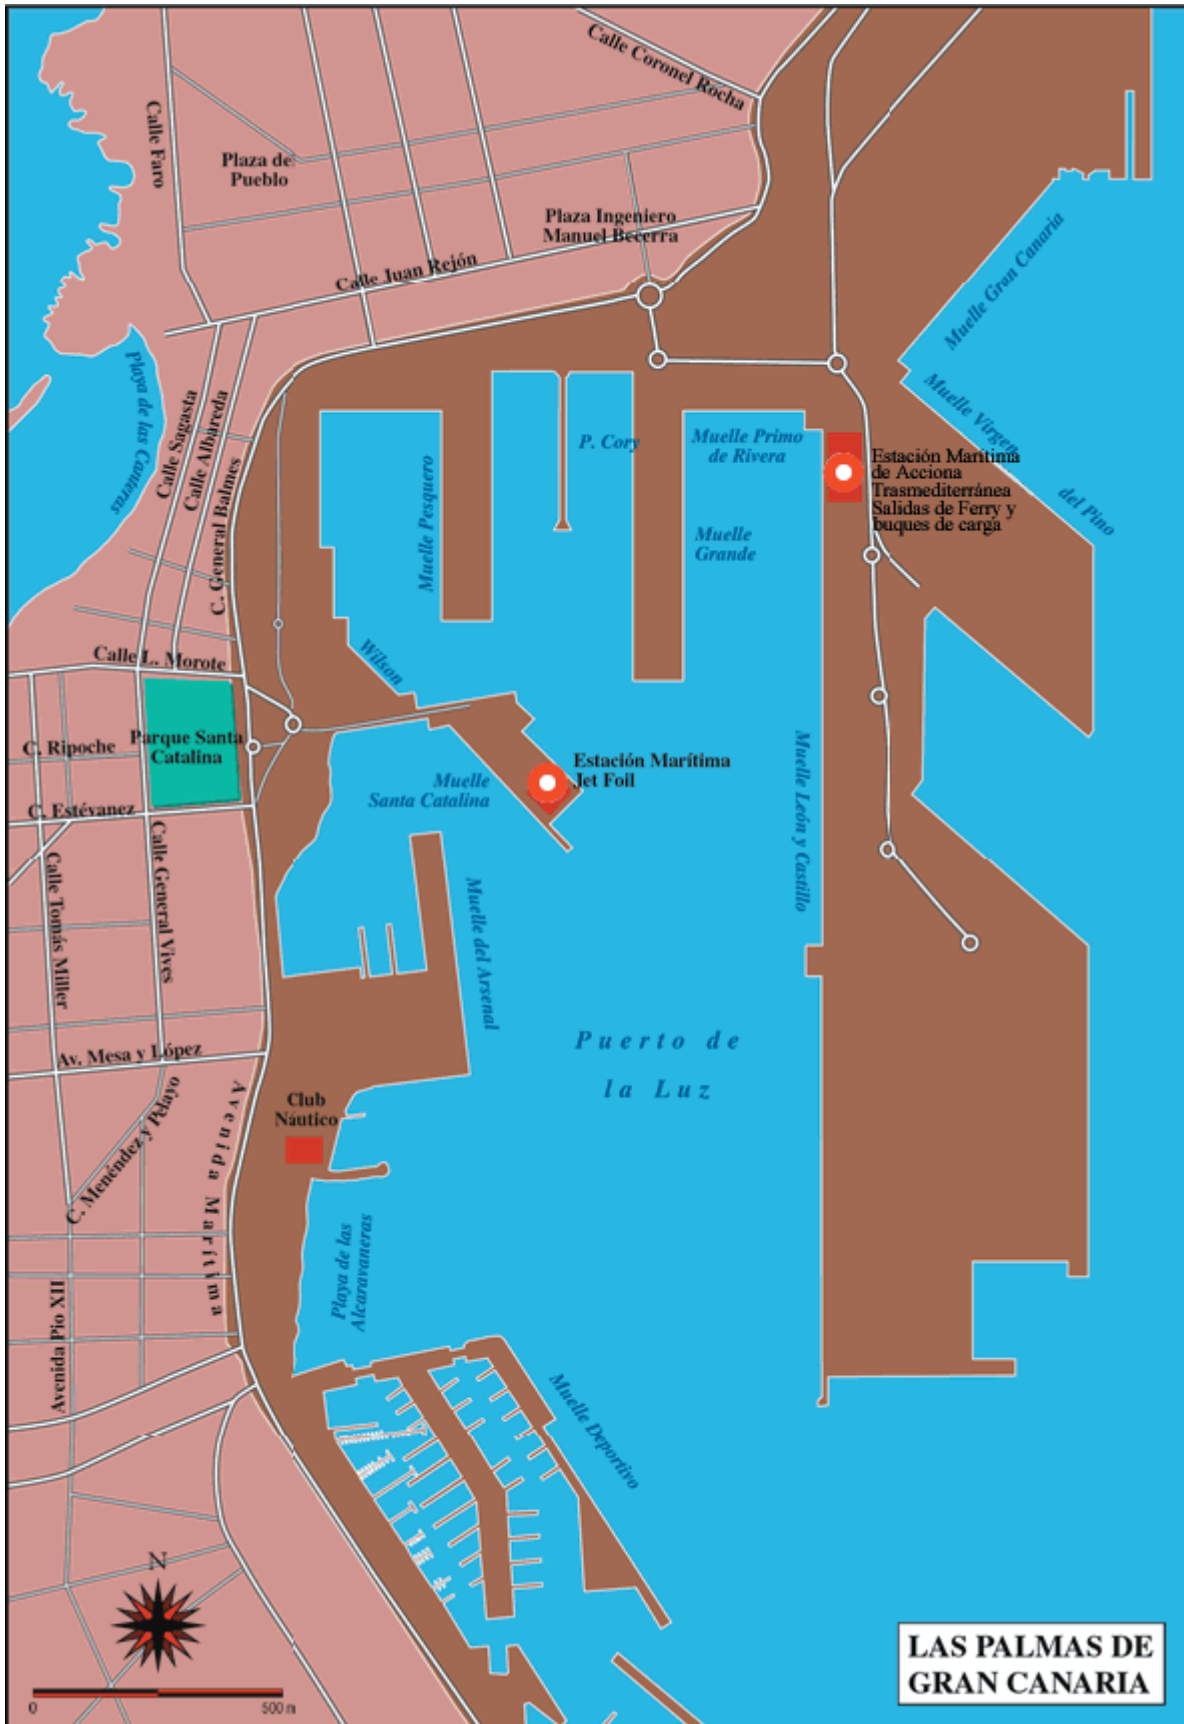 Calle Coronel Rocha
Calle Faro
Plaza de
Pueblo
Plaza Ingeniero
Manuel Becerra
Calle Juan Rejón
Muelle Gran Canaria
Playa de las Canteras
Calle Sagasta
Calle Albareda
C. General Balmes
Muelle Pesquero
P. Cory
Muelle Primo
de Rivera
Muelle
Grande
Muelle Virgen
del Pino
Estación Marítima
de Acciona
Trasmediterránea
Salidas de Ferry y
buques de carga
Calle L. Morote
Wilson
C. Ripoche
Parque Santa
Catalina
C. Estévanez
Estación Marítima
Jet Foil
Muelle
Santa Catalina
Muelle León y Castillo
Calle Tomás Miller
Calle General Vives
Muelle del Arsenal
Puerto de
la Luz
Av. Mesa y López
C. Menéndez y Pelayo
Avenida Marítima
Club
Náutico
Playa de las
Alcaravaneras
Avenida Pio XII
Muelle Deportivo
N
0 500 m
LAS PALMAS DE
GRAN CANARIA